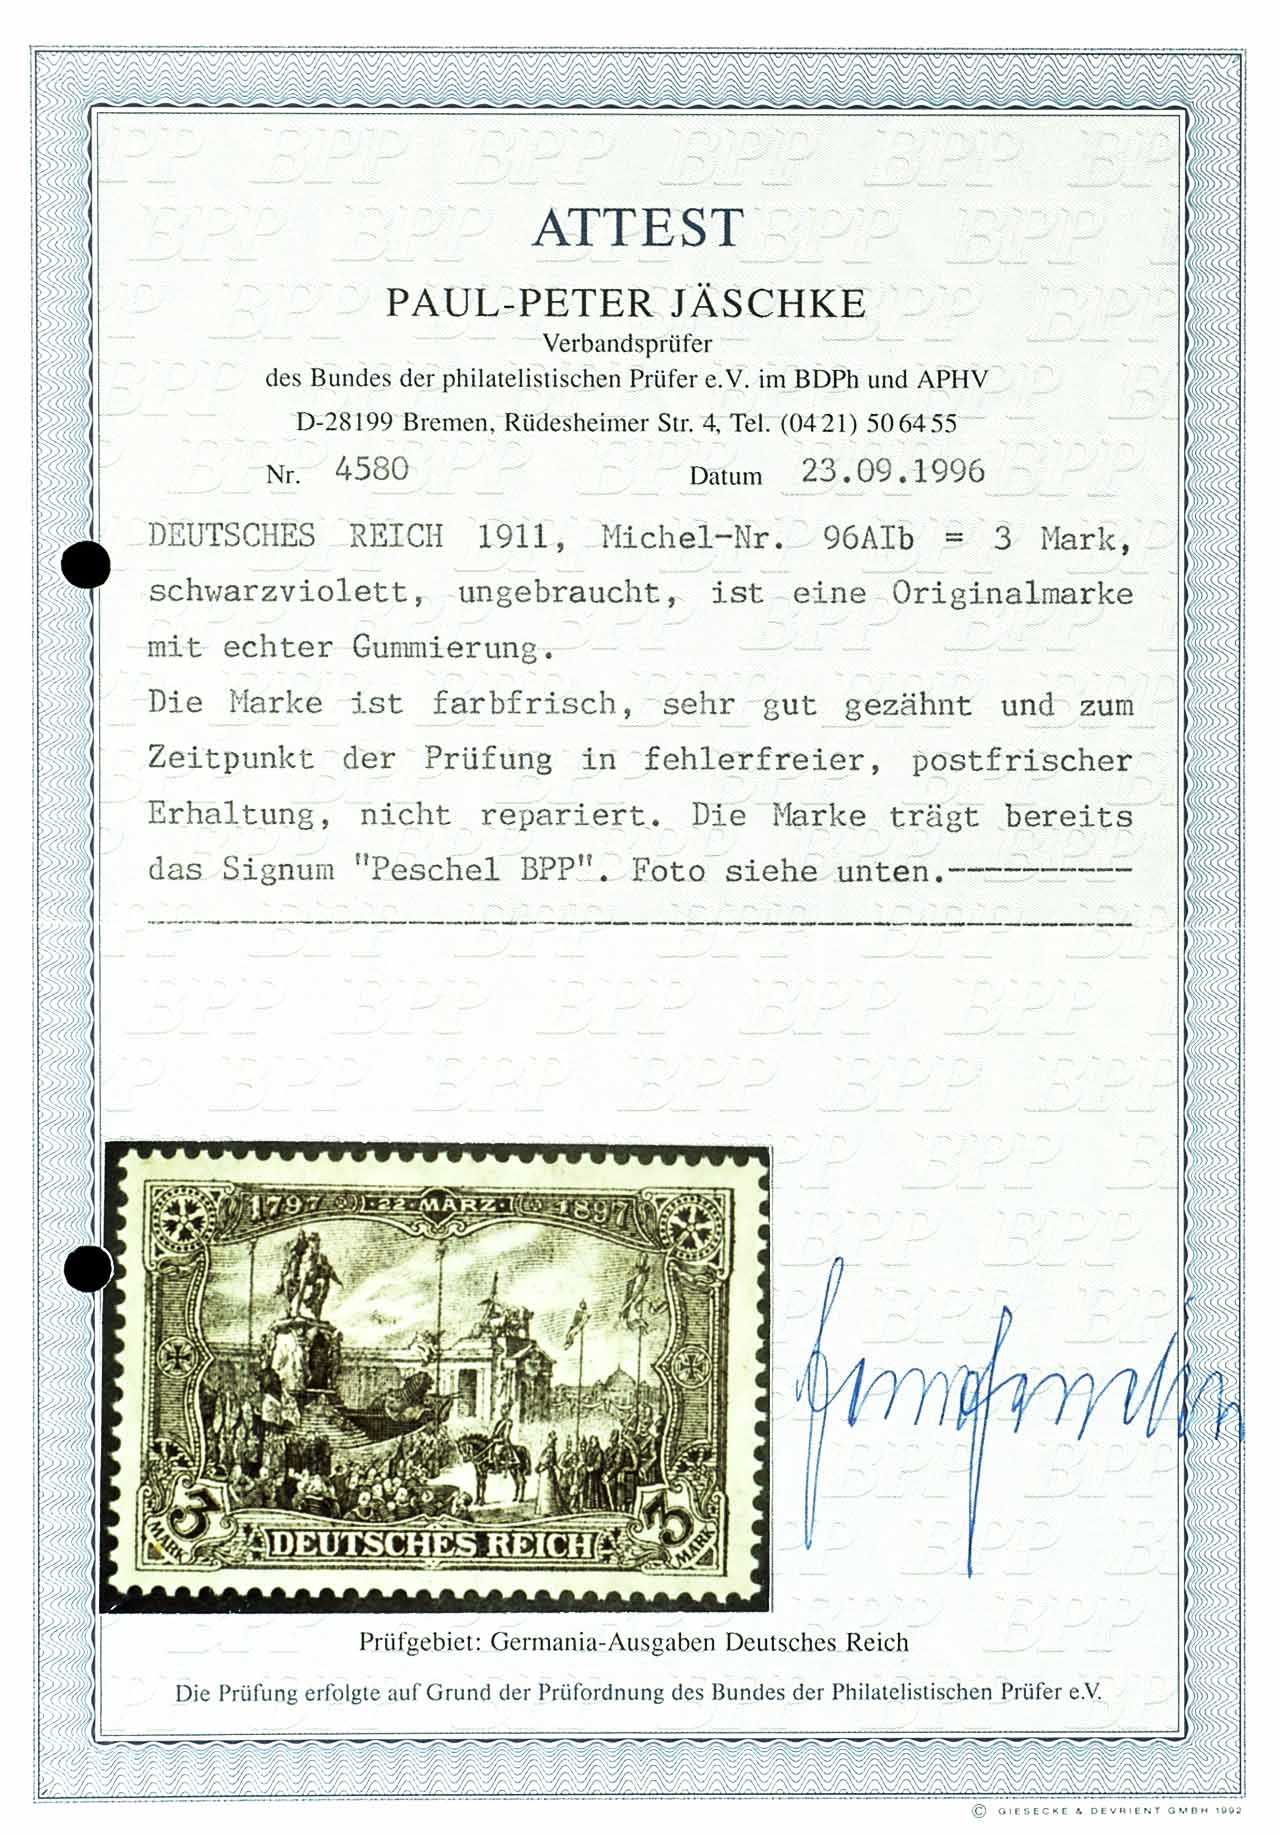 ATTEST
PAUL-PETER JÄSCHKE
Verbandsprüfer
des Bundes der philatelistischen Prüfer e.V. im BDPh und APHV
D-28199 Bremen, Rüdesheimer Str. 4, Tel. (04 21) 50 64 55
Nr. 4580 Datum 23.09.1996
DEUTSCHES REICH 1911, Michel-Nr. 96AIb = 3 Mark,
schwarzviolett, ungebraucht, ist eine Originalmarke
mit echter Gummierung.
Die Marke ist farbfrisch, sehr gut gezähnt und zum
Zeitpunkt der Prüfung in fehlerfreier, postfrischer
Erhaltung, nicht repariert. Die Marke trägt bereits
das Signum "Peschel BPP". Foto siehe unten.
1797 22 MÄRZ 1897
3 MARK
DEUTSCHES REICH
3 MARK
Prüfgebiet: Germania-Ausgaben Deutsches Reich
Die Prüfung erfolgte auf Grund der Prüfordnung des Bundes der Philatelistischen Prüfer e.V.
© GIESECKE & DEVRIENT GMBH 1992